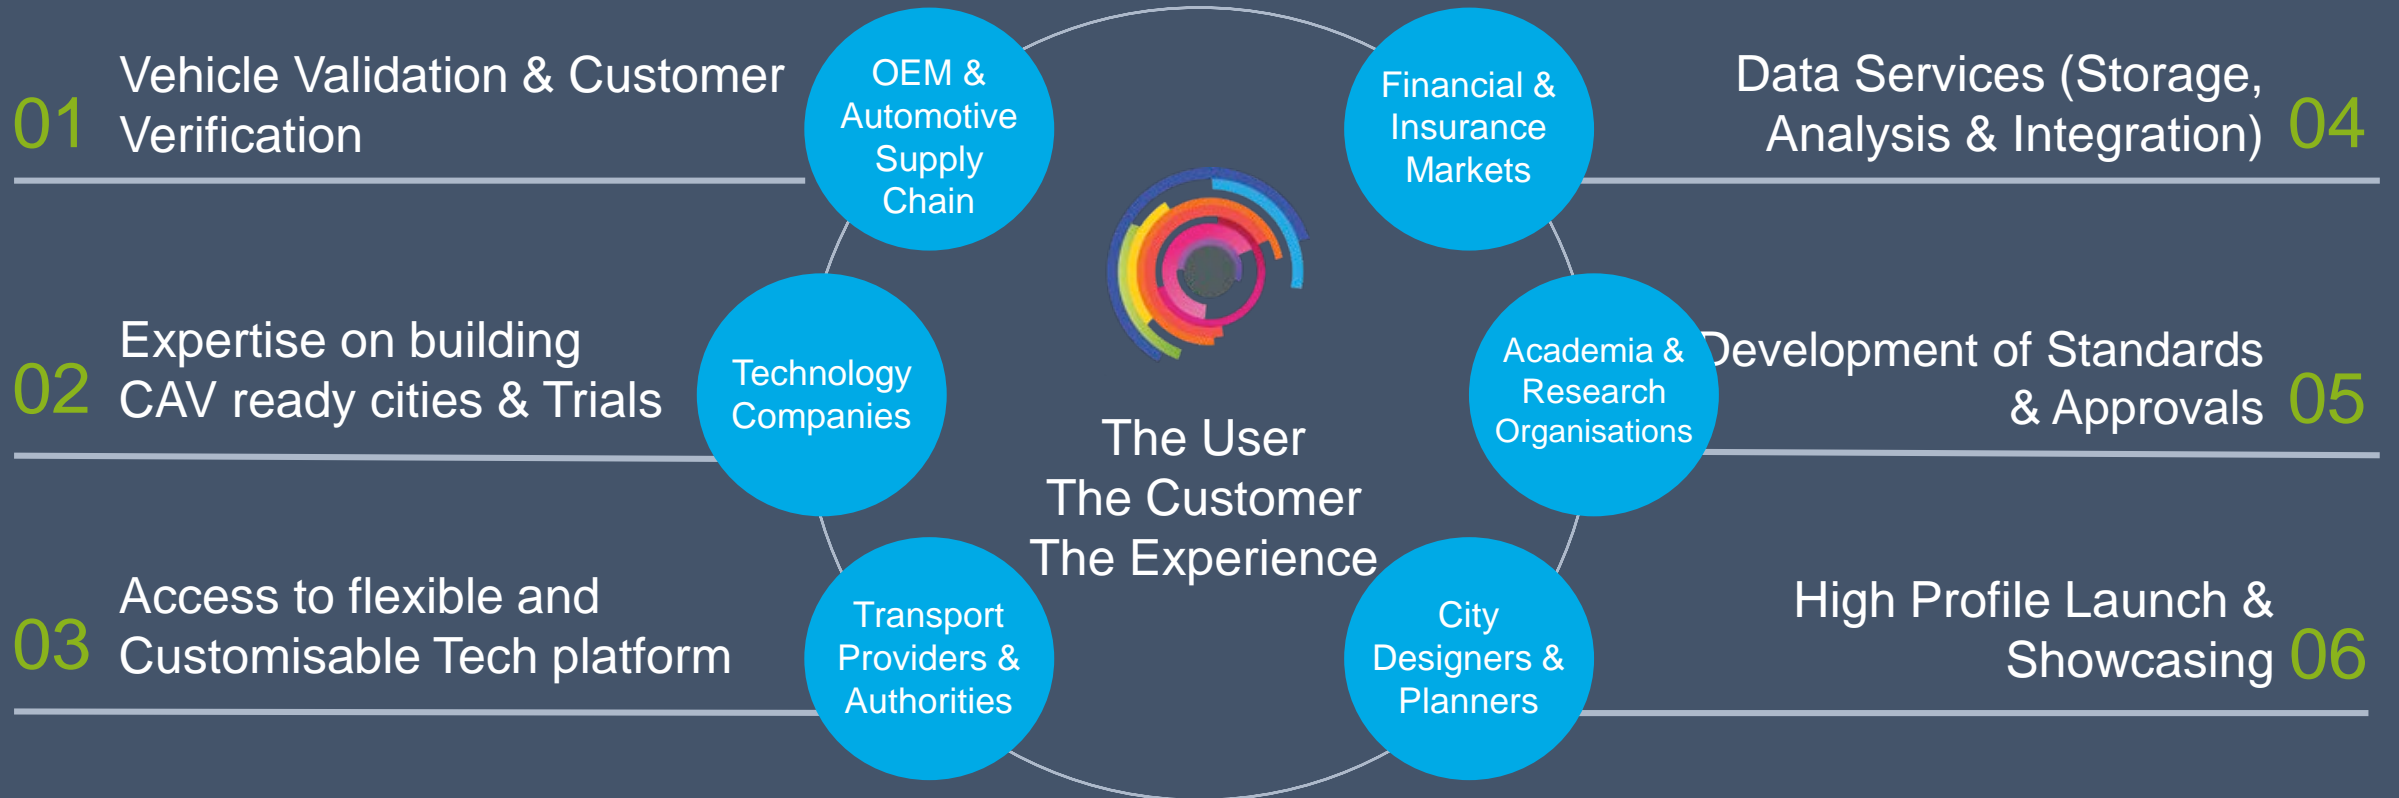 01
Vehicle Validation & Customer
Verification
OEM &
Automotive
Supply
Chain
Financial &
Insurance
Markets
Data Services (Storage,
Analysis & Integration)
04
02
Expertise on building
CAV ready cities & Trials
Technology
Companies
The User
The Customer
The Experience
Academia &
Research
Organisations
Development of Standards
& Approvals
05
03
Access to flexible and
Customisable Tech platform
Transport
Providers &
Authorities
City
Designers &
Planners
High Profile Launch &
Showcasing
06